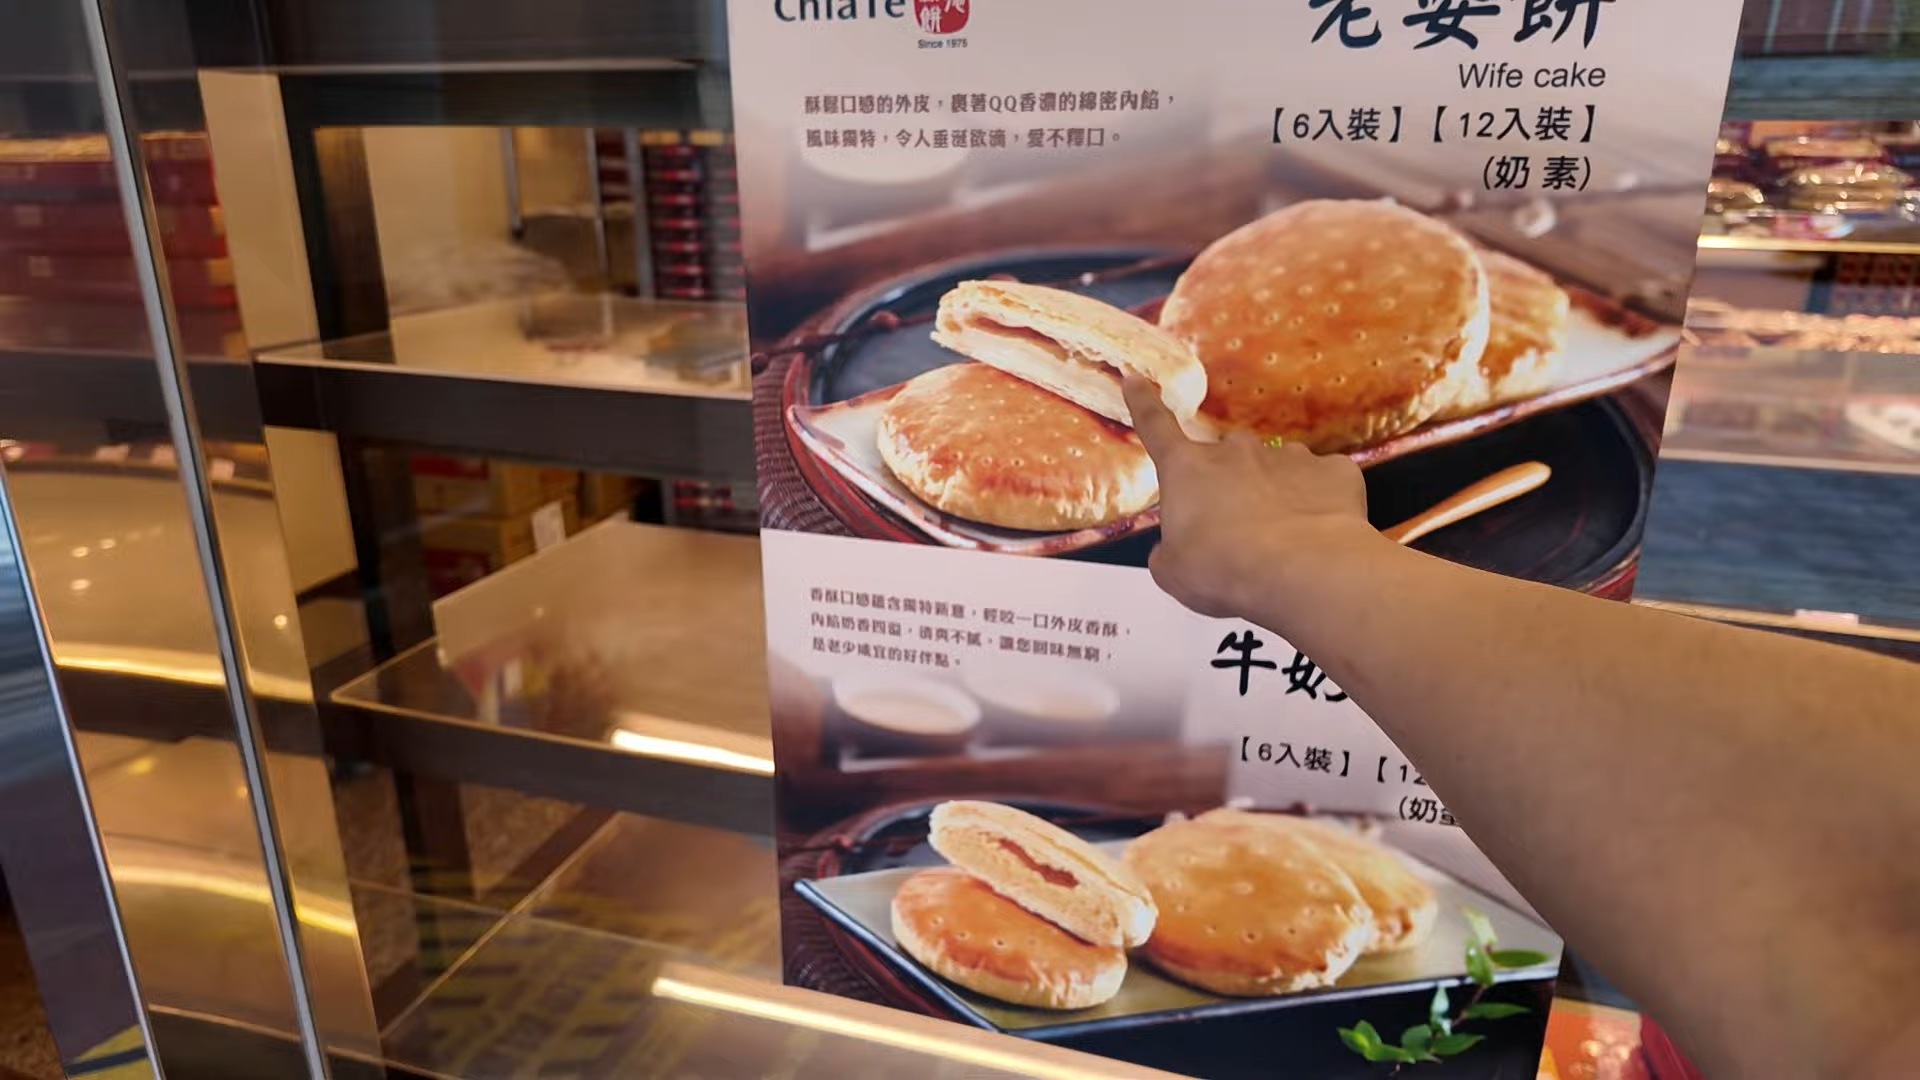 ChiaTe
餅
Since 1975
老婆餅
Wife cake
酥鬆口感的外皮，裹著QQ香濃的綿密內餡，
風味獨特，令人垂涎欲滴，愛不釋口。
【6入裝】【12入裝】
(奶 素)
香酥口感蘊含獨特新意，輕咬一口外皮香酥，
內餡奶香四溢，清爽不膩，讓您回味無窮，
是老少咸宜的好伴點。
牛奶
【6入裝】【12
(奶蛋